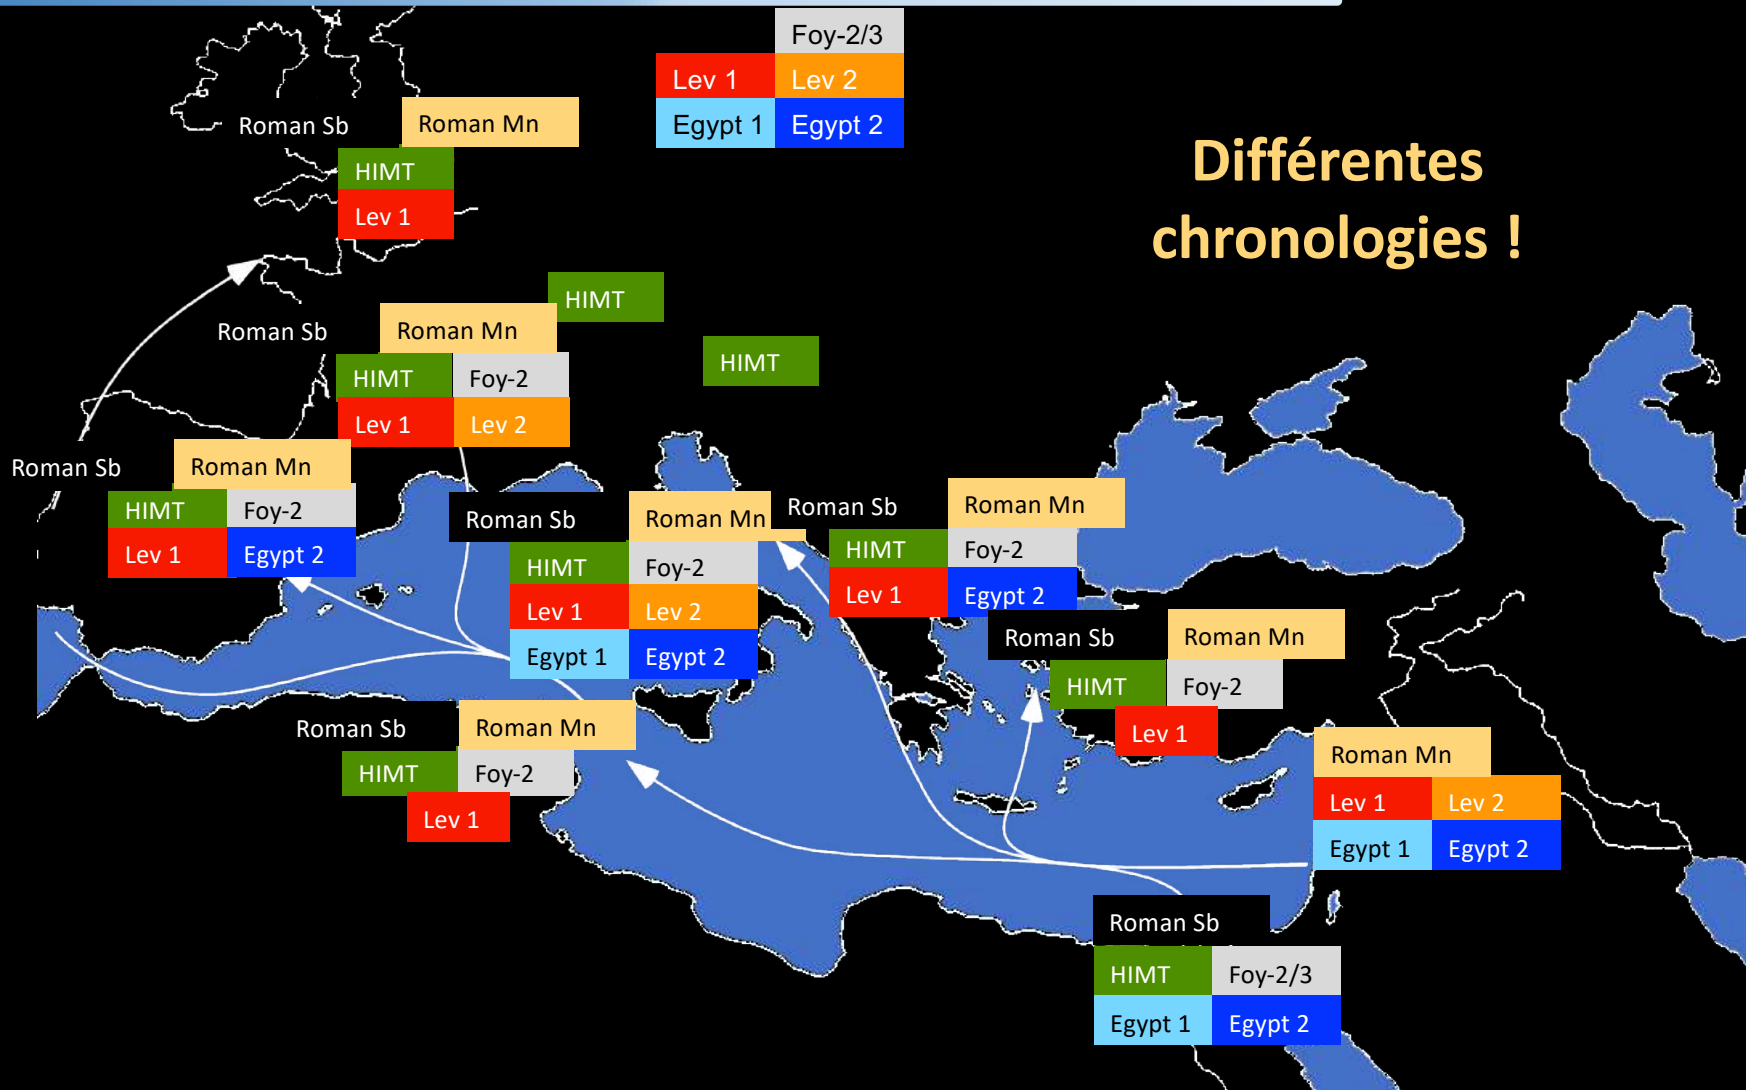 Foy-2/3
Lev 1 Lev 2
Egypt 1 Egypt 2
Différentes
chronologies !
Roman Sb Roman Mn
HIMT
Lev 1
HIMT
HIMT
Roman Sb Roman Mn
HIMT Foy-2
Lev 1 Lev 2
Roman Sb Roman Mn
HIMT Foy-2
Lev 1 Egypt 2
Roman Sb Roman Mn
HIMT Foy-2
Lev 1 Lev 2
Egypt 1 Egypt 2
Roman Sb Roman Mn
HIMT Foy-2
Lev 1 Egypt 2
Roman Sb Roman Mn
HIMT Foy-2
Lev 1
Roman Sb Roman Mn
HIMT Foy-2
Lev 1
Roman Mn
Lev 1 Lev 2
Egypt 1 Egypt 2
Roman Sb
HIMT Foy-2/3
Egypt 1 Egypt 2